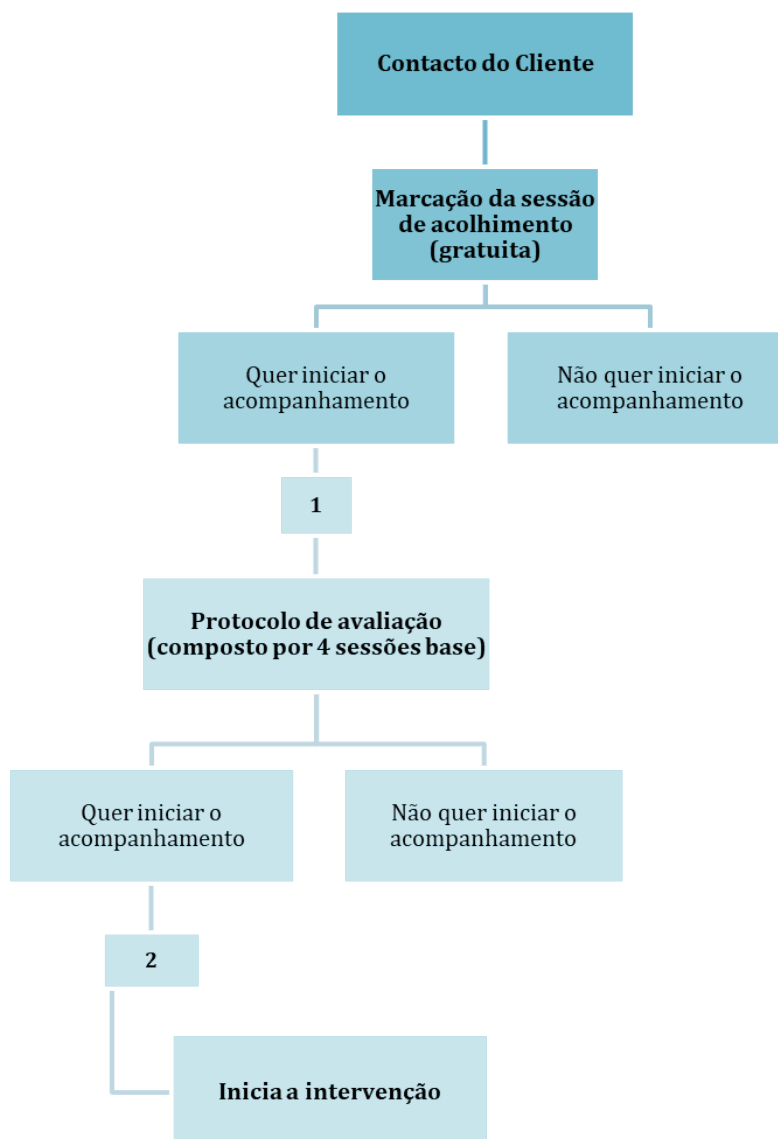 Contacto do Cliente
Marcação da sessão
de acolhimento
(gratuita)
Quer iniciar o
acompanhamento
Não quer iniciar o
acompanhamento
1
Protocolo de avaliação
(composto por 4 sessões base)
Quer iniciar o
acompanhamento
Não quer iniciar o
acompanhamento
2
Inicia a intervenção